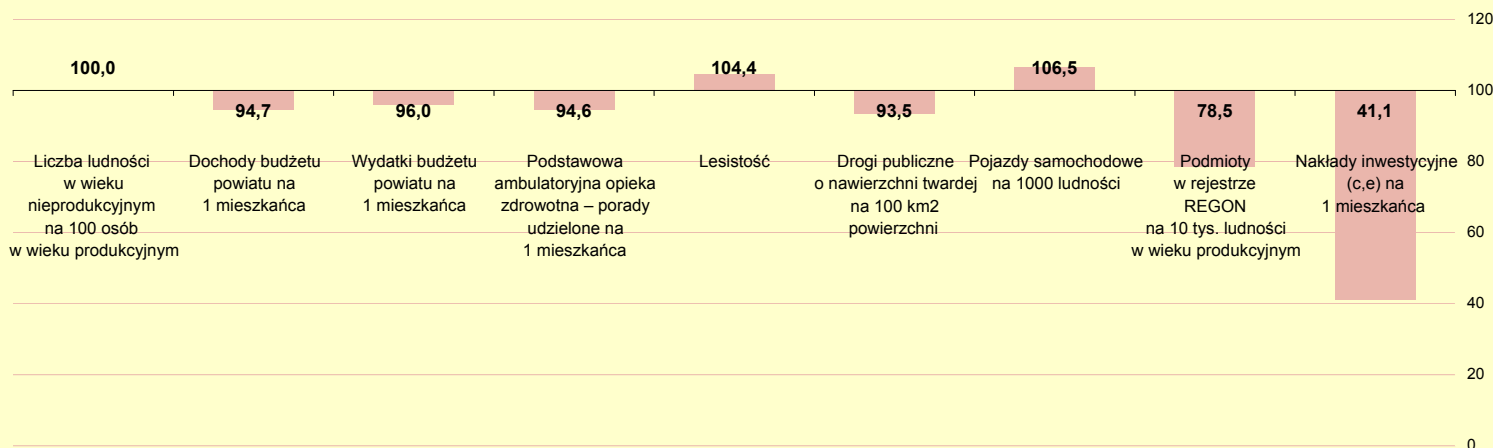 120
100,0
94,7
96,0
94,6
104,4
93,5
106,5
78,5
41,1
100
80
60
40
20
0
Liczba ludności
w wieku
nieprodukcyjnym
na 100 osób
w wieku produkcyjnym
Dochody budżetu
powiatu na
1 mieszkańca
Wydatki budżetu
powiatu na
1 mieszkańca
Podstawowa
ambulatoryjna opieka
zdrowotna – porady
udzielone na
1 mieszkańca
Lesistość
Drogi publiczne
o nawierzchni twardej
na 100 km2
powierzchni
Pojazdy samochodowe
na 1000 ludności
Podmioty
w rejestrze
REGON
na 10 tys. ludności
w wieku produkcyjnym
Nakłady inwestycyjne
(c,e) na
1 mieszkańca